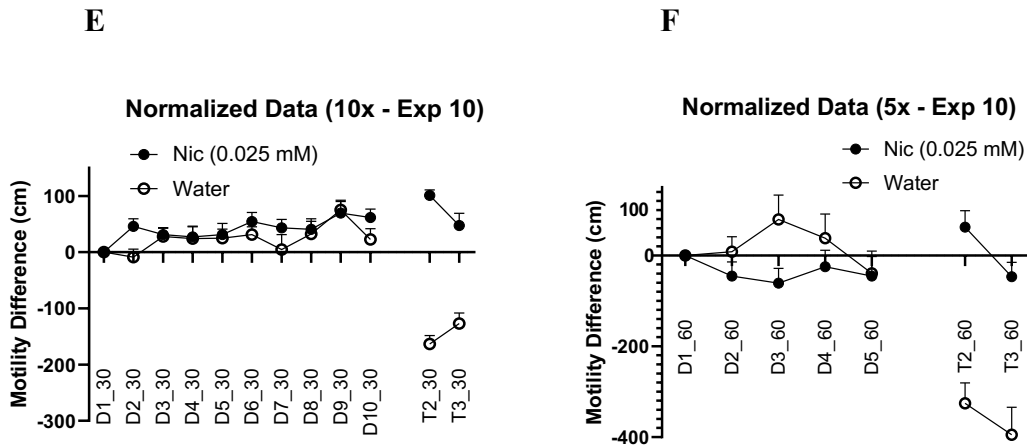 E
Normalized Data (10x - Exp 10)
Nic (0.025 mM)
Water
Motility Difference (cm)
100
0
-100
-200
-300
D1_30
D2_30
D3_30
D4_30
D5_30
D6_30
D7_30
D8_30
D9_30
D10_30
T2_30
T3_30
F
Normalized Data (5x - Exp 10)
Nic (0.025 mM)
Water
Motility Difference (cm)
100
0
-200
-400
D1_60
D2_60
D3_60
D4_60
D5_60
T2_60
T3_60